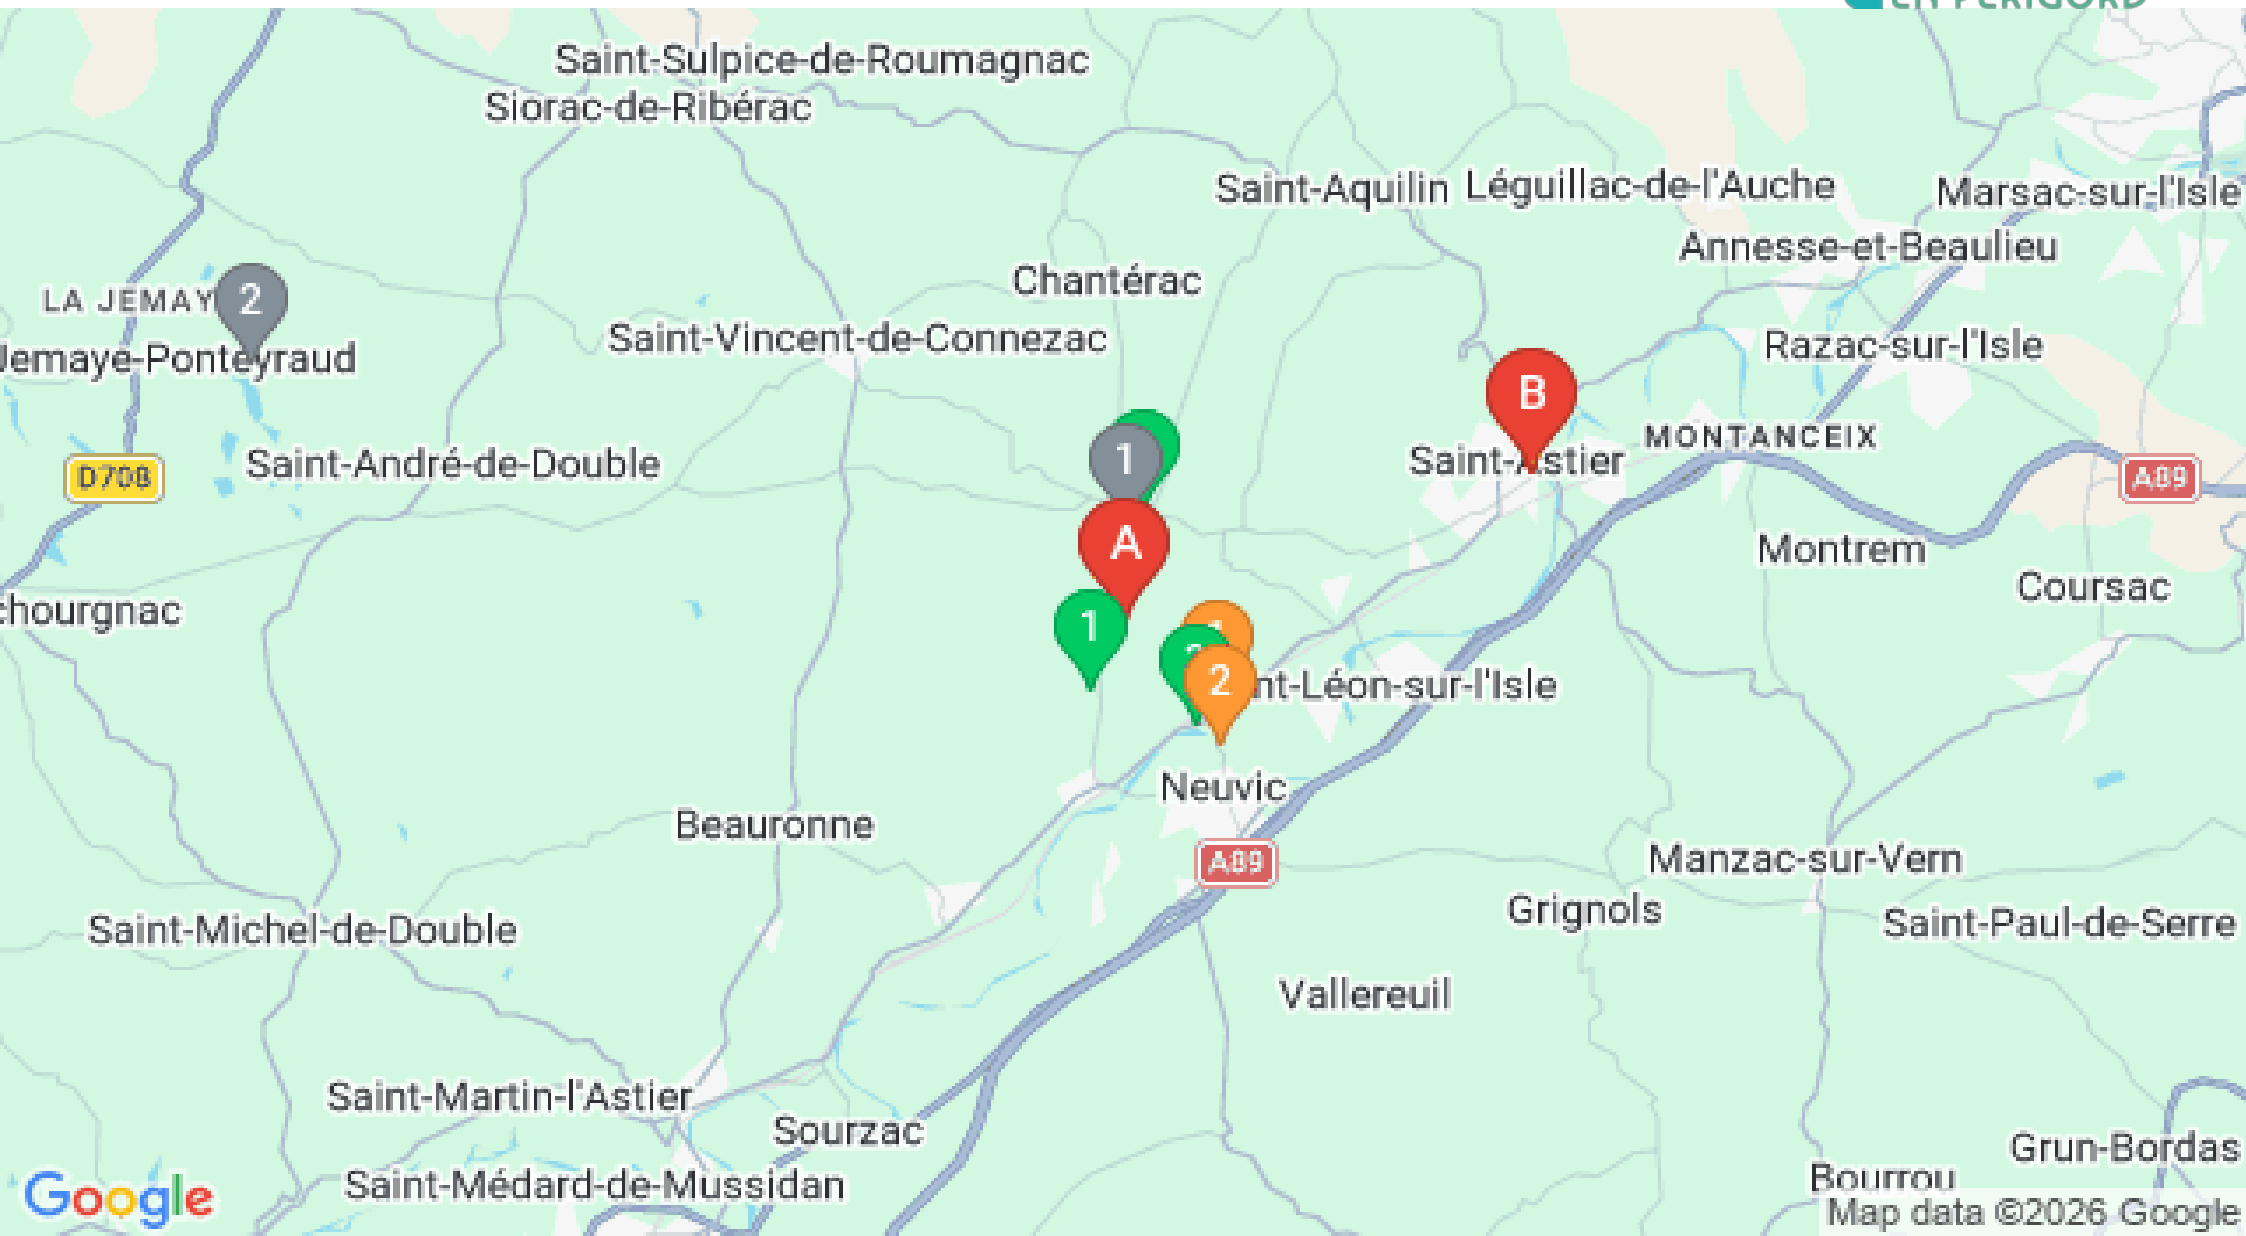 EN PÉRIGORD
Saint-Sulpice-de-Roumagnac
Siorac-de-Ribérac
Saint-Aquilin
Léguillac-de-l'Auche
Marsac-sur-l'Isle
Annesse-et-Beaulieu
Chantérac
LA JEMAY
2
Jemaye-Ponteyraud
Saint-Vincent-de-Connezac
Razac-sur-l'Isle
B
MONTANCEIX
1
Saint-André-de-Double
D708
Saint-Astier
A89
A
Montrem
Coursac
chourgnac
1
1
2
nt-Léon-sur-l'Isle
Neuvic
Beauronne
A89
Manzac-sur-Vern
Grignols
Saint-Paul-de-Serre
Saint-Michel-de-Double
Vallereuil
Saint-Martin-l'Astier
Sourzac
Grun-Bordas
Saint-Médard-de-Mussidan
Bourrou
Google
Map data ©2026 Google